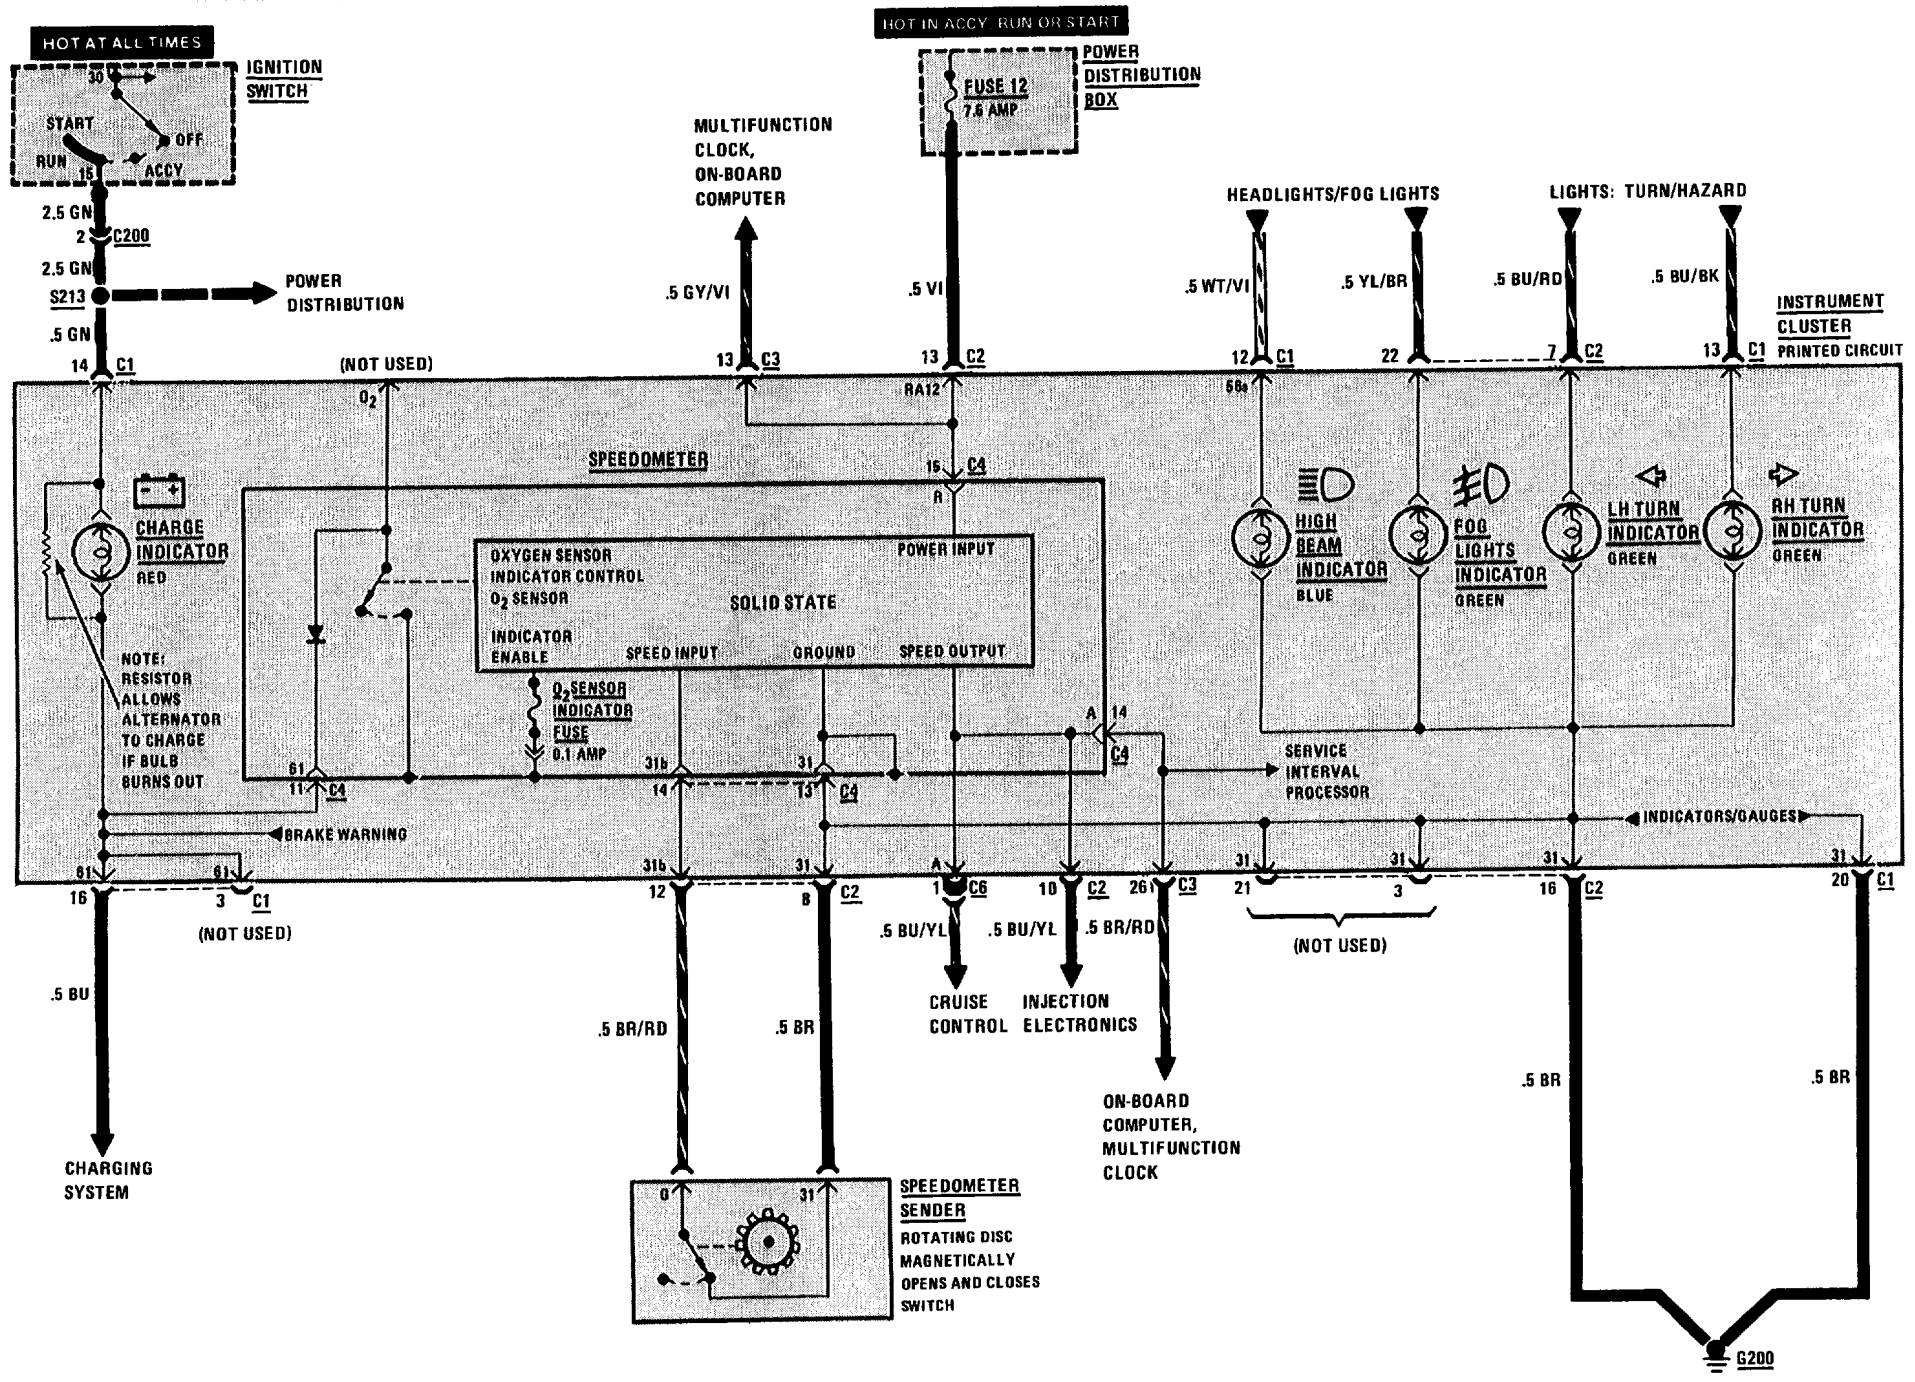 HOT AT ALL TIMES
IGNITION
SWITCH
30
START
OFF
RUN
15
ACCY
2.5 GN
2
C200
2.5 GN
S213
POWER
DISTRIBUTION
.5 GN
14
C1
HOT IN ACCY, RUN OR START
POWER
DISTRIBUTION
BOX
FUSE 12
7.5 AMP
MULTIFUNCTION
CLOCK,
ON-BOARD
COMPUTER
.5 GY/VI
.5 VI
(NOT USED)
O2
13
C3
13
C2
RA12
HEADLIGHTS/FOG LIGHTS
LIGHTS: TURN/HAZARD
.5 WT/VI
.5 YL/BR
.5 BU/RD
.5 BU/BK
12
C1
22
7
C2
13
C1
56a
INSTRUMENT
CLUSTER
PRINTED CIRCUIT
CHARGE
INDICATOR
RED
NOTE:
RESISTOR
ALLOWS
ALTERNATOR
TO CHARGE
IF BULB
BURNS OUT
SPEEDOMETER
15
C4
R
OXYGEN SENSOR
INDICATOR CONTROL
O2 SENSOR
POWER INPUT
SOLID STATE
INDICATOR
ENABLE
SPEED INPUT
GROUND
SPEED OUTPUT
O2 SENSOR
INDICATOR
FUSE
0.1 AMP
HIGH
BEAM
INDICATOR
BLUE
FOG
LIGHTS
INDICATOR
GREEN
LH TURN
INDICATOR
GREEN
RH TURN
INDICATOR
GREEN
A
14
C4
SERVICE
INTERVAL
PROCESSOR
61
11
C4
31b
14
31
13
C4
BRAKE WARNING
INDICATORS/GAUGES
61
16
61
3
C1
(NOT USED)
31b
12
31
8
C2
A
1
C6
10
C2
26
C3
31
21
31
3
31
16
C2
31
20
C1
(NOT USED)
.5 BU
.5 BR/RD
.5 BR
.5 BU/YL
.5 BU/YL
.5 BR/RD
.5 BR
.5 BR
CRUISE
CONTROL
INJECTION
ELECTRONICS
ON-BOARD
COMPUTER,
MULTIFUNCTION
CLOCK
CHARGING
SYSTEM
0
31
SPEEDOMETER
SENDER
ROTATING DISC
MAGNETICALLY
OPENS AND CLOSES
SWITCH
G200